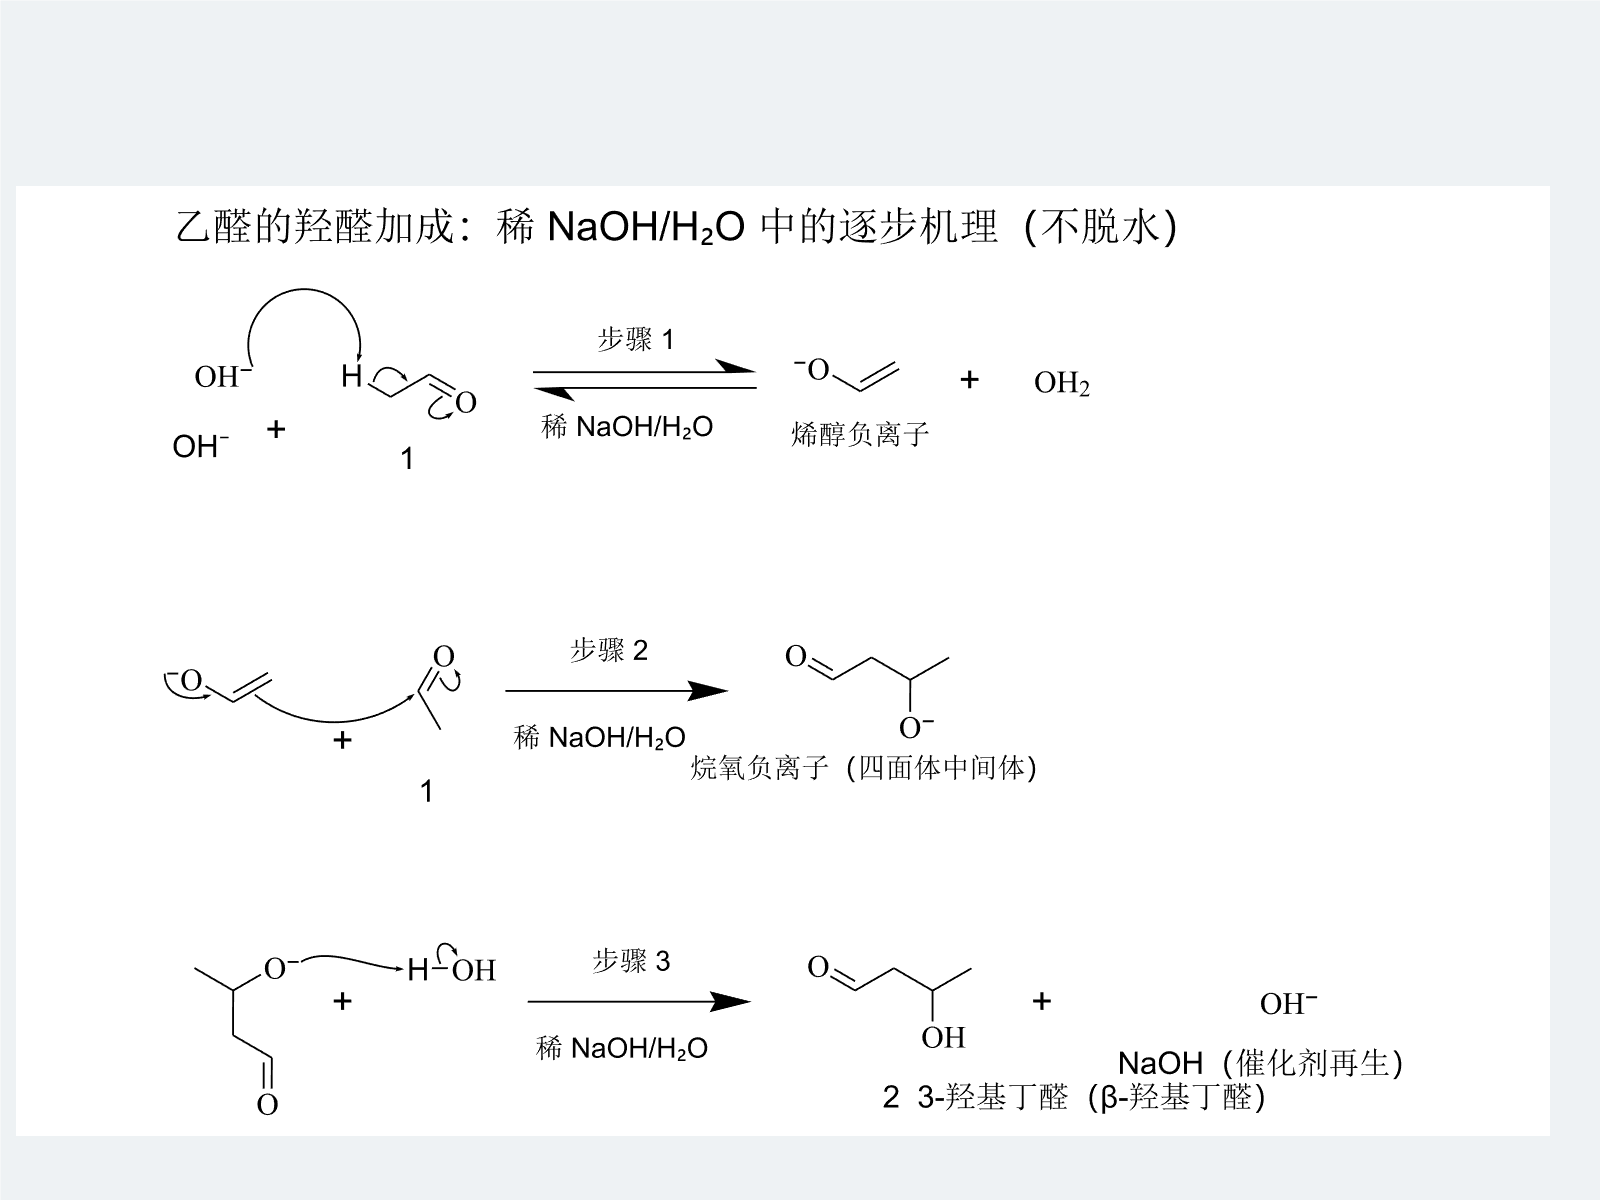 乙醛的羟醛加成：稀 NaOH/H₂O 中的逐步机理（不脱水）
步骤 1
OH⁻
H
O
⁻O
+
OH₂
稀 NaOH/H₂O
烯醇负离子
OH⁻
+
1
步骤 2
⁻O
O
O
稀 NaOH/H₂O
O⁻
+
烷氧负离子（四面体中间体）
1
步骤 3
O⁻
H–OH
O
+
+
OH⁻
稀 NaOH/H₂O
OH
NaOH（催化剂再生）
O
2 3-羟基丁醛（β-羟基丁醛）